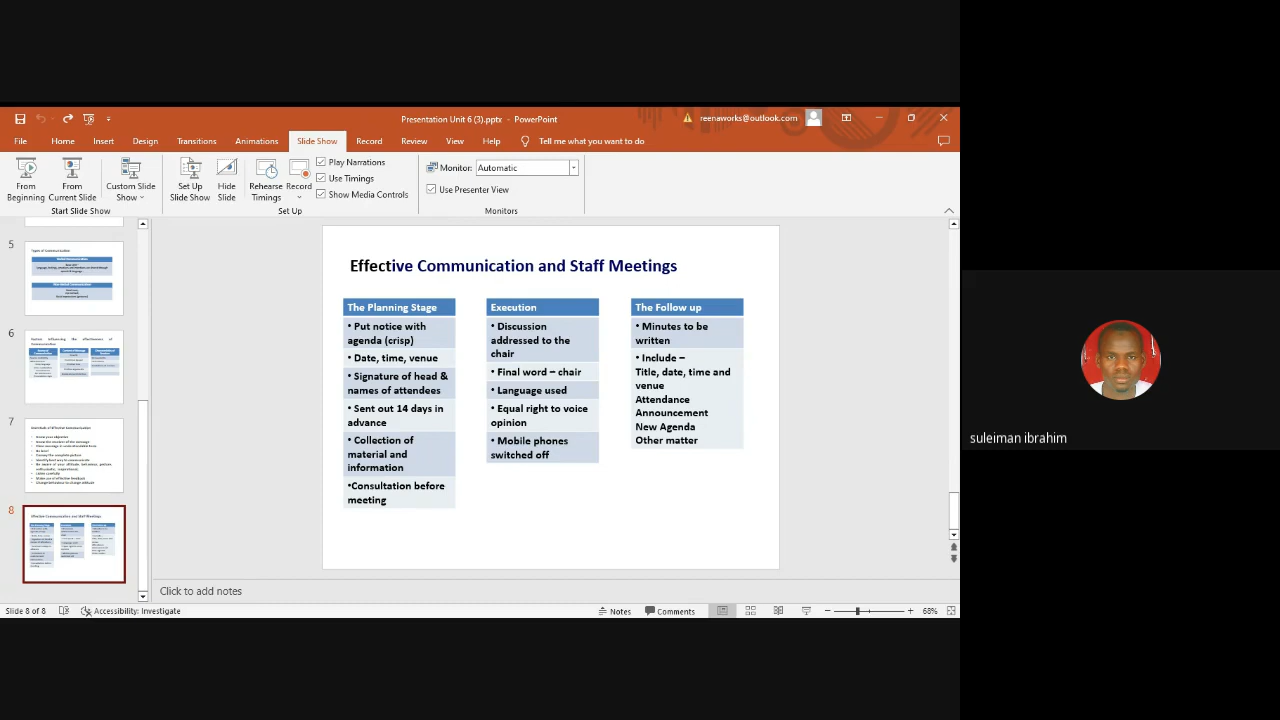 Presentation Unit 6 (3).pptx - PowerPoint
reenaworks@outlook.com
File Home Insert Design Transitions Animations Slide Show Record Review View Help Tell me what you want to do
From Beginning
From Current Slide
Custom Slide Show
Start Slide Show
Set Up Slide Show
Hide Slide
Rehearse Timings
Record
Play Narrations
Use Timings
Show Media Controls
Set Up
Monitor: Automatic
Use Presenter View
Monitors
5
6
7
8
Effective Communication and Staff Meetings
The Planning Stage
• Put notice with
agenda (crisp)
• Date, time, venue
• Signature of head &
names of attendees
• Sent out 14 days in
advance
• Collection of
material and
information
•Consultation before
meeting
Execution
• Discussion
addressed to the
chair
• Final word – chair
• Language used
• Equal right to voice
opinion
• Mobile phones
switched off
The Follow up
• Minutes to be
written
• Include –
Title, date, time and
venue
Attendance
Announcement
New Agenda
Other matter
Click to add notes
Slide 8 of 8 Accessibility: Investigate Notes Comments 68%
suleiman ibrahim